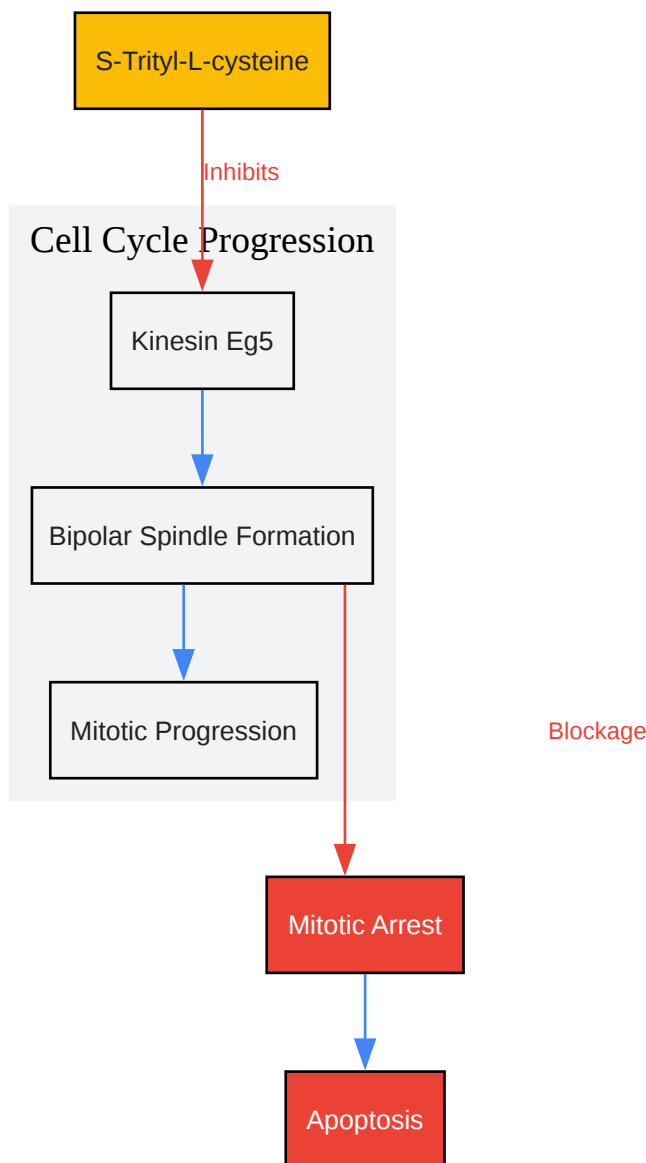 S-Trityl-L-cysteine
Inhibits
Cell Cycle Progression
Kinesin Eg5
Bipolar Spindle Formation
Mitotic Progression
Blockage
Mitotic Arrest
Apoptosis